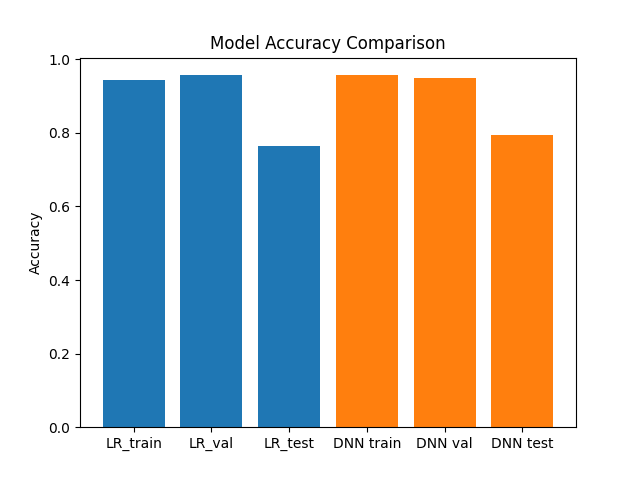 Model Accuracy Comparison
1.0
0.8
0.6
0.4
0.2
0.0
Accuracy
LR_train LR_val LR_test DNN train DNN val DNN test